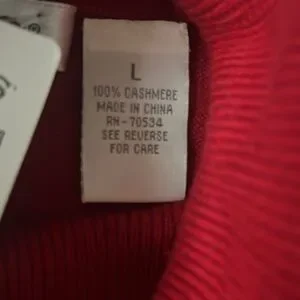 L
100% CASHMERE
MADE IN CHINA
RN-70534
SEE REVERSE
FOR CARE